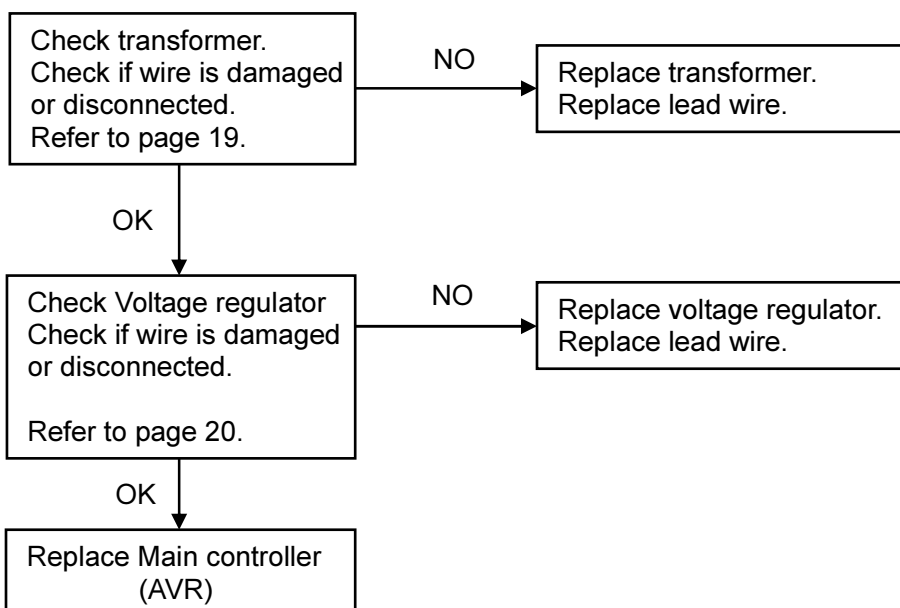 Check transformer.
Check if wire is damaged
or disconnected.
Refer to page 19.
NO
Replace transformer.
Replace lead wire.
OK
Check Voltage regulator
Check if wire is damaged
or disconnected.
Refer to page 20.
NO
Replace voltage regulator.
Replace lead wire.
OK
Replace Main controller
(AVR)